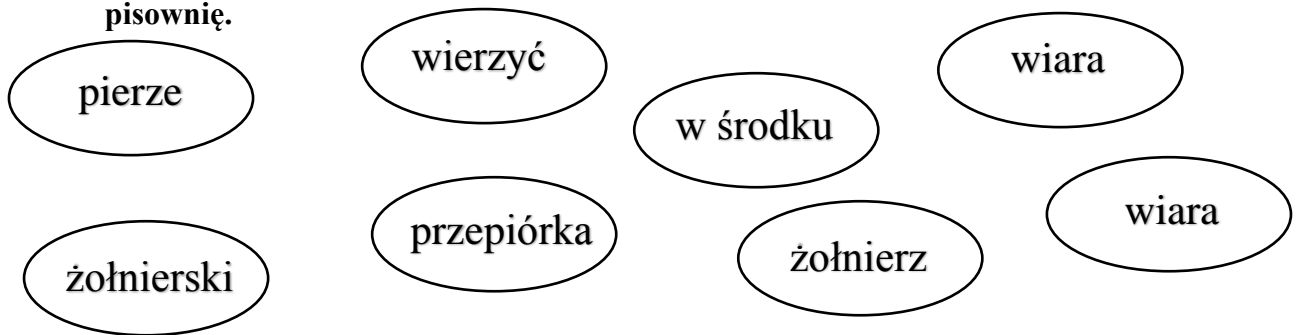 pisownię.
pierze
wierzyć
w środku
wiara
żołnierski
przepiórka
żołnierz
wiara